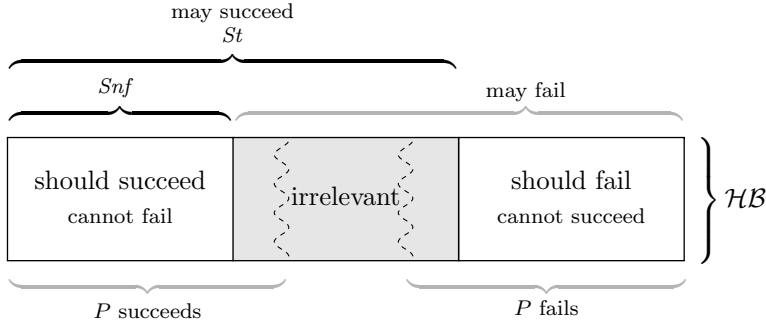 may succeed
St
Snf
may fail
should succeed
cannot fail
irrelevant
should fail
cannot succeed
HB
P succeeds
P fails